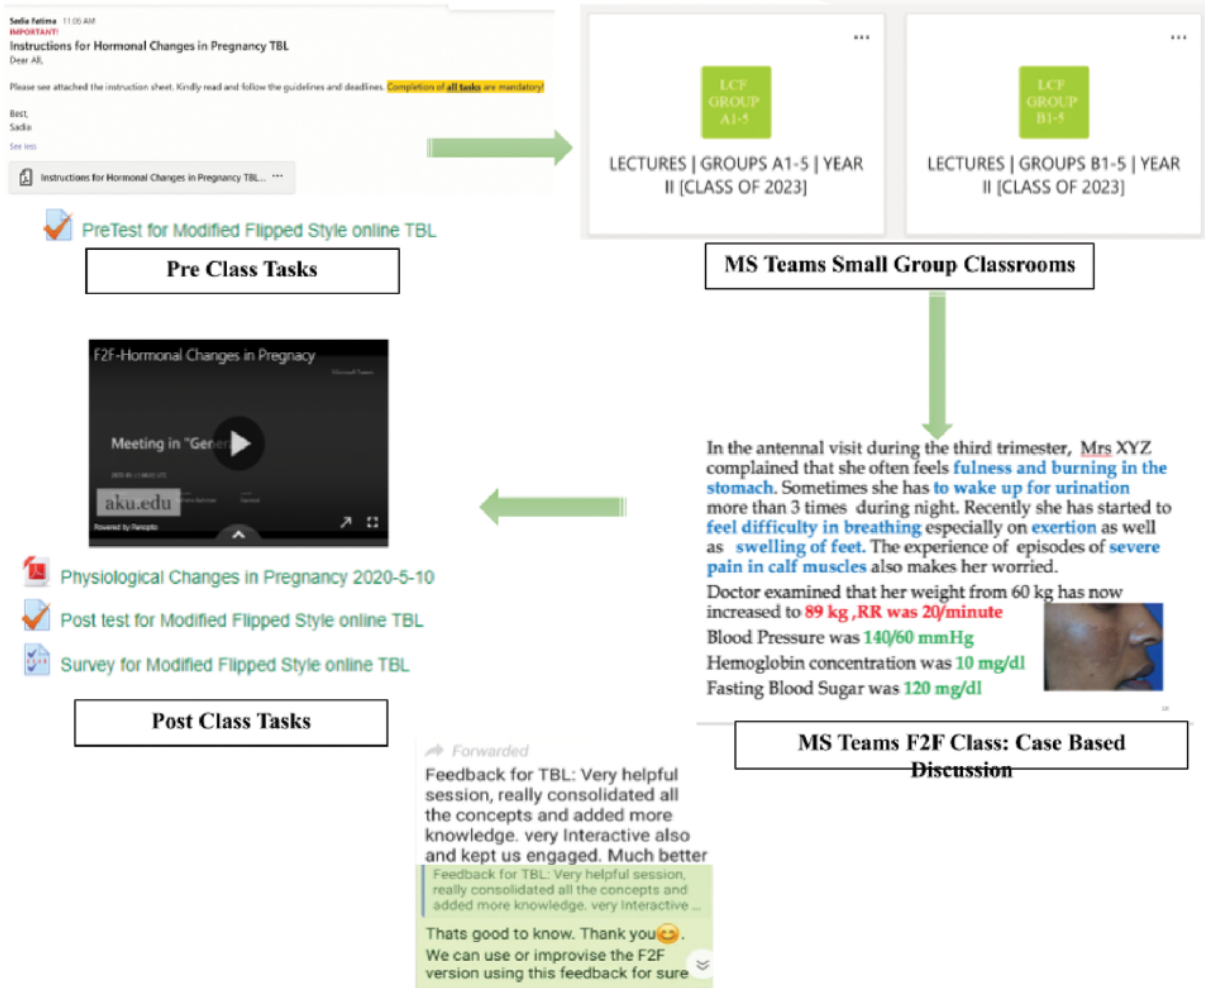 Sadia Fatima 11:05 AM
IMPORTANT!
Instructions for Hormonal Changes in Pregnancy TBL
Dear All,
Please see attached the instruction sheet. Kindly read and follow the guidelines and deadlines. Completion of all tasks are mandatory!
Best,
Sadia
See less
Instructions for Hormonal Changes in Pregnancy TBL... ...
PreTest for Modified Flipped Style online TBL
Pre Class Tasks
...
LCF
GROUP
A1-5
LECTURES | GROUPS A1-5 | YEAR
II [CLASS OF 2023]
...
LCF
GROUP
B1-5
LECTURES | GROUPS B1-5 | YEAR
II [CLASS OF 2023]
MS Teams Small Group Classrooms
In the antennal visit during the third trimester, Mrs XYZ
complained that she often feels fulness and burning in the
stomach. Sometimes she has to wake up for urination
more than 3 times during night. Recently she has started to
feel difficulty in breathing especially on exertion as well
as swelling of feet. The experience of episodes of severe
pain in calf muscles also makes her worried.
Doctor examined that her weight from 60 kg has now
increased to 89 kg ,RR was 20/minute
Blood Pressure was 140/60 mmHg
Hemoglobin concentration was 10 mg/dl
Fasting Blood Sugar was 120 mg/dl
MS Teams F2F Class: Case Based
Discussion
F2F-Hormonal Changes in Pregnacy
Microsoft Teams
Meeting in "Gener
aku.edu
Powered by Panopto
Physiological Changes in Pregnancy 2020-5-10
Post test for Modified Flipped Style online TBL
Survey for Modified Flipped Style online TBL
Post Class Tasks
Forwarded
Feedback for TBL: Very helpful
session, really consolidated all
the concepts and added more
knowledge. very Interactive also
and kept us engaged. Much better
Feedback for TBL: Very helpful session,
really consolidated all the concepts and
added more knowledge. very Interactive ...
Thats good to know. Thank you😊.
We can use or improvise the F2F
version using this feedback for sure